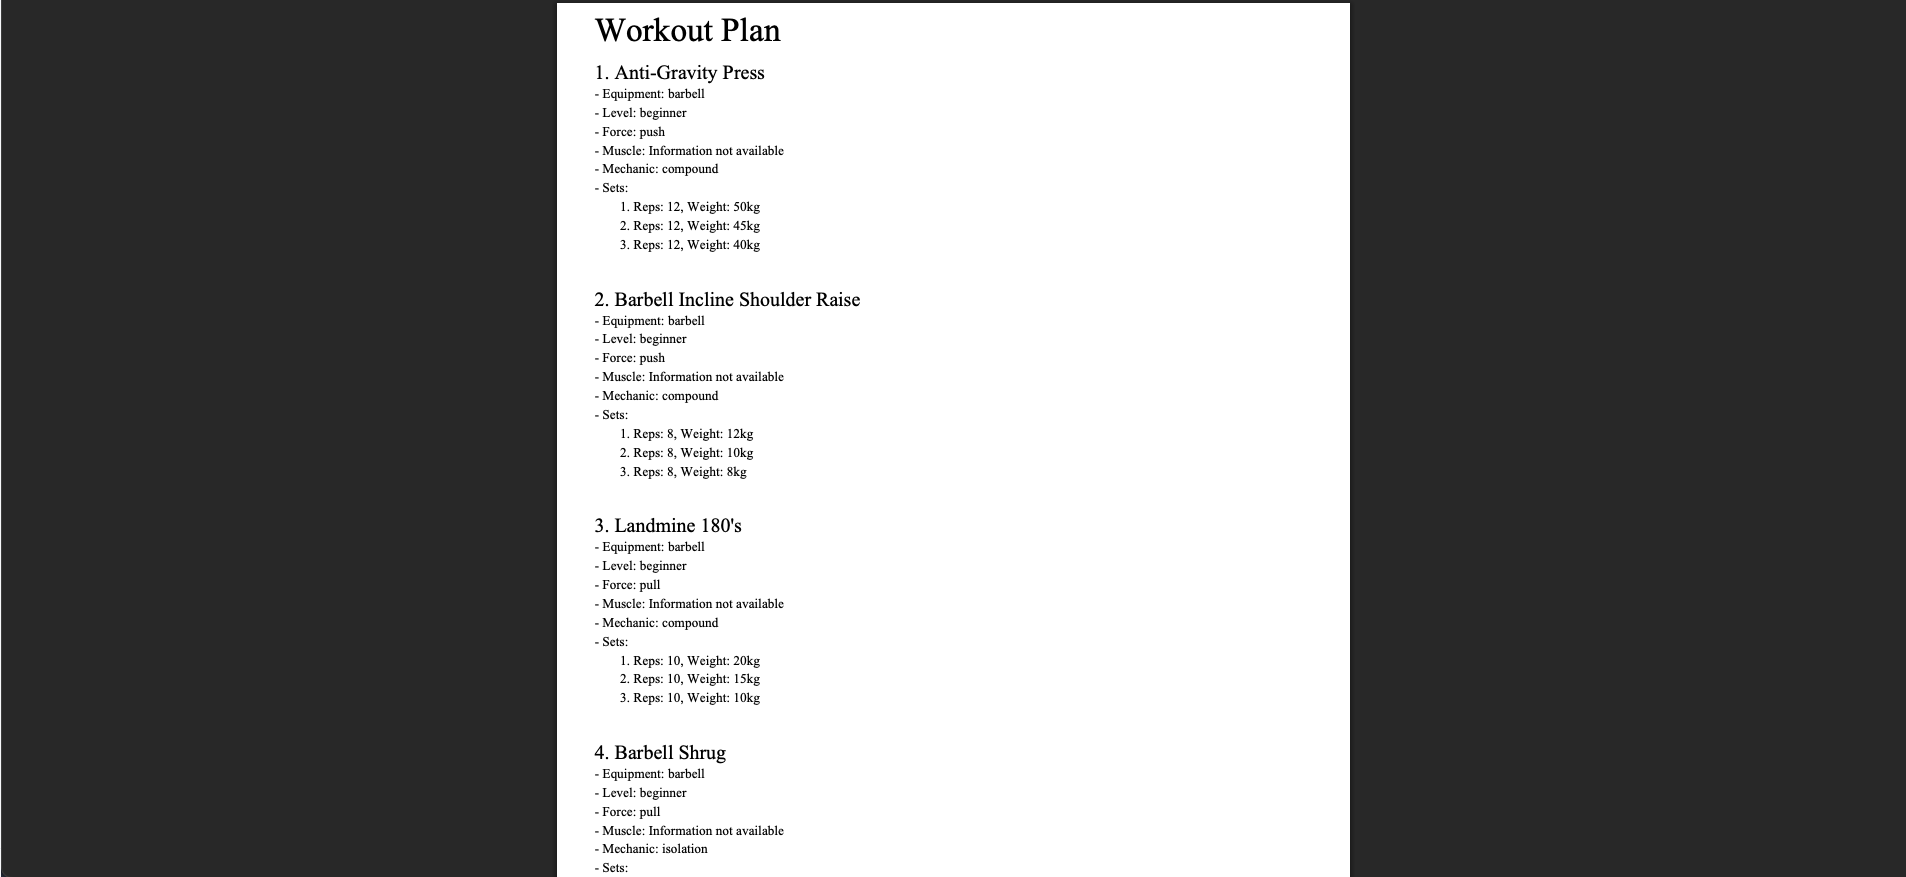 Workout Plan
1. Anti-Gravity Press
- Equipment: barbell
- Level: beginner
- Force: push
- Muscle: Information not available
- Mechanic: compound
- Sets:
1. Reps: 12, Weight: 50kg
2. Reps: 12, Weight: 45kg
3. Reps: 12, Weight: 40kg
2. Barbell Incline Shoulder Raise
- Equipment: barbell
- Level: beginner
- Force: push
- Muscle: Information not available
- Mechanic: compound
- Sets:
1. Reps: 8, Weight: 12kg
2. Reps: 8, Weight: 10kg
3. Reps: 8, Weight: 8kg
3. Landmine 180's
- Equipment: barbell
- Level: beginner
- Force: pull
- Muscle: Information not available
- Mechanic: compound
- Sets:
1. Reps: 10, Weight: 20kg
2. Reps: 10, Weight: 15kg
3. Reps: 10, Weight: 10kg
4. Barbell Shrug
- Equipment: barbell
- Level: beginner
- Force: pull
- Muscle: Information not available
- Mechanic: isolation
- Sets: